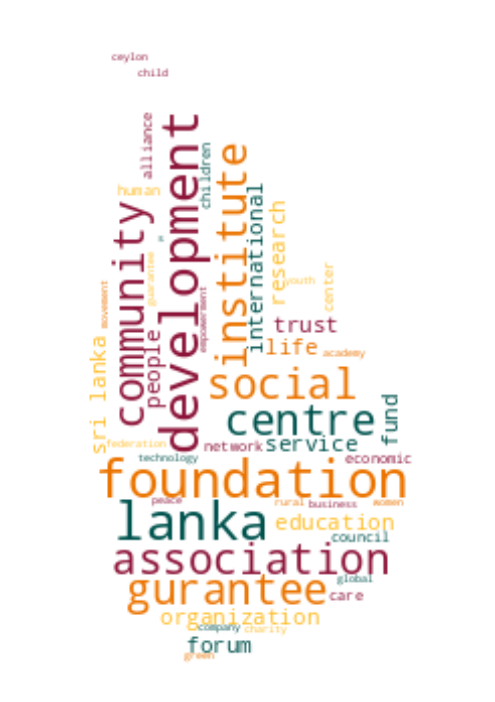 ceylon
child
alliance
development
children
institute
human
international
community
research
pi
guarantee
center
youth
movement
empowerment
trust
people
sri lanka
life
academy
social
centre
fund
federation
network
service
technology
economic
foundation
peace
rural
business
women
lanka
education
council
association
global
gurantee
care
organization
company
charity
forum
green